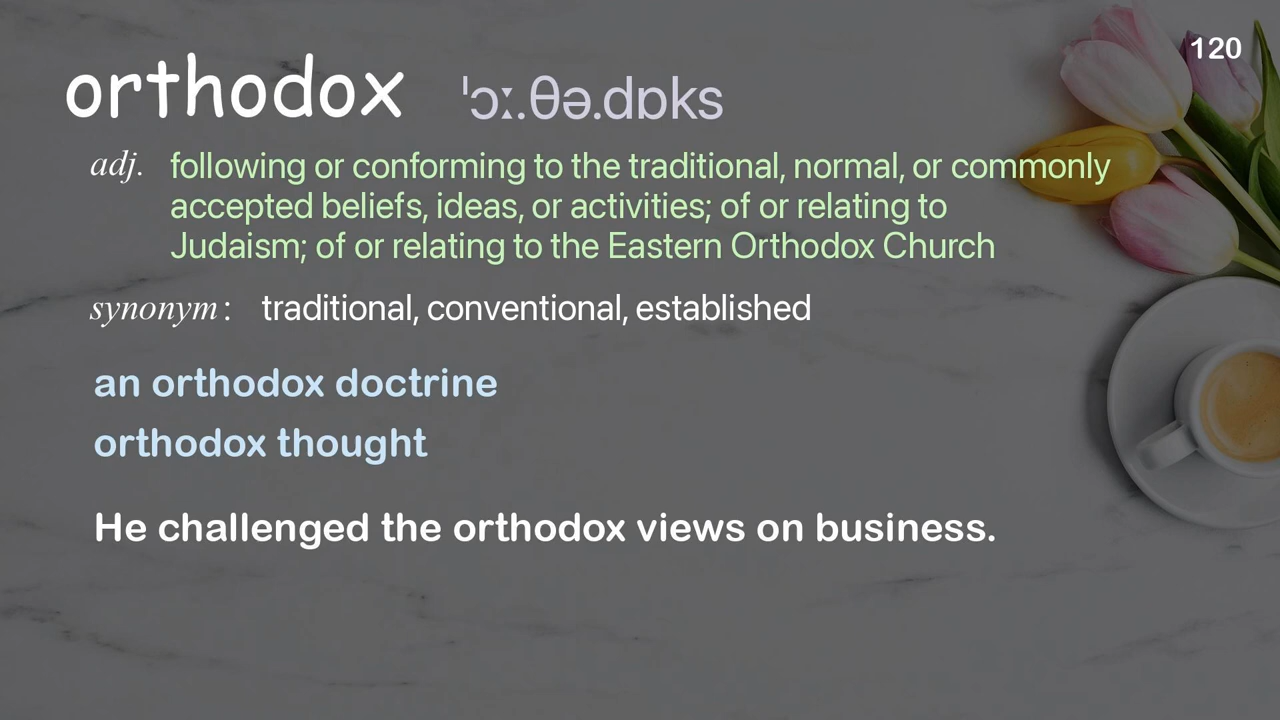 120
orthodox ˈɔː.θə.dɒks
adj. following or conforming to the traditional, normal, or commonly
accepted beliefs, ideas, or activities; of or relating to
Judaism; of or relating to the Eastern Orthodox Church
synonym: traditional, conventional, established
an orthodox doctrine
orthodox thought
He challenged the orthodox views on business.